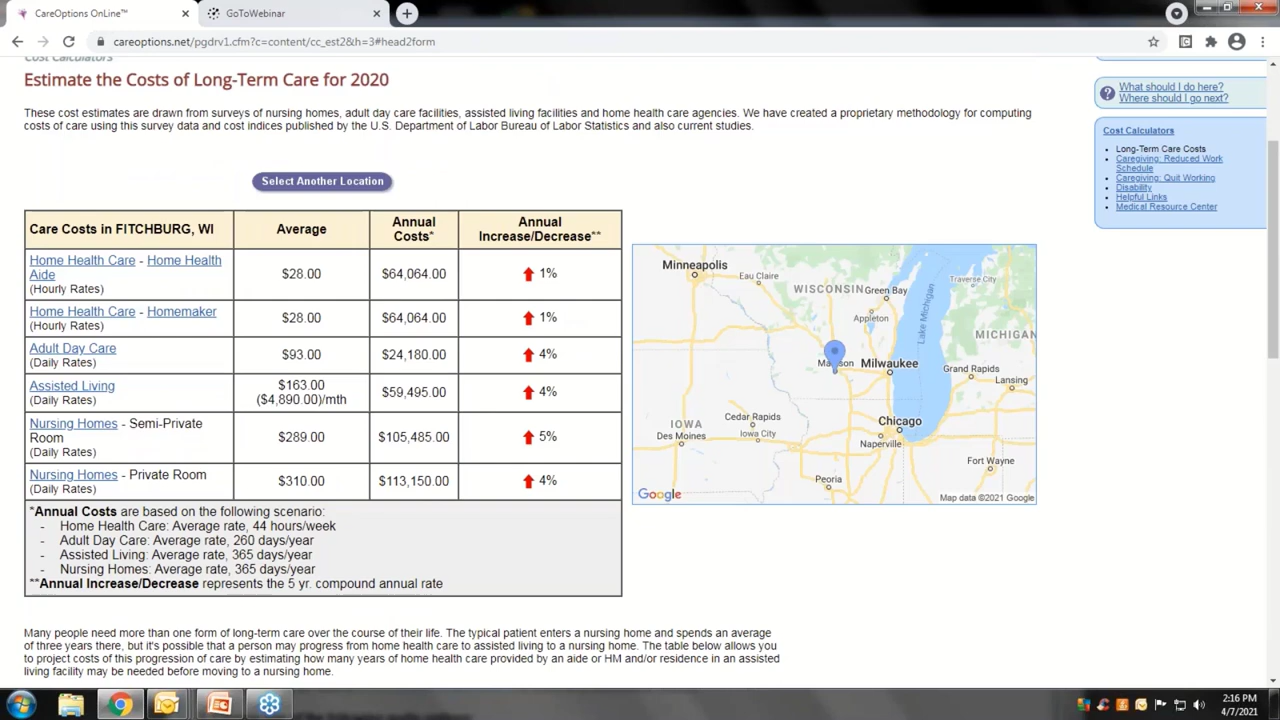 CareOptions OnLine™
GoToWebinar
careoptions.net/pgdrv1.cfm?c=content/cc_est2&h=3#head2form
Cost Calculators
Estimate the Costs of Long-Term Care for 2020
These cost estimates are drawn from surveys of nursing homes, adult day care facilities, assisted living facilities and home health care agencies. We have created a proprietary methodology for computing
costs of care using this survey data and cost indices published by the U.S. Department of Labor Bureau of Labor Statistics and also current studies.
Select Another Location
Care Costs in FITCHBURG, WI Average Annual Costs* Annual Increase/Decrease**
Home Health Care - Home Health
Aide
(Hourly Rates)
$28.00 $64,064.00 1%
Home Health Care - Homemaker
(Hourly Rates)
$28.00 $64,064.00 1%
Adult Day Care
(Daily Rates)
$93.00 $24,180.00 4%
Assisted Living
(Daily Rates)
$163.00
($4,890.00)/mth
$59,495.00 4%
Nursing Homes - Semi-Private
Room
(Daily Rates)
$289.00 $105,485.00 5%
Nursing Homes - Private Room
(Daily Rates)
$310.00 $113,150.00 4%
*Annual Costs are based on the following scenario:
- Home Health Care: Average rate, 44 hours/week
- Adult Day Care: Average rate, 260 days/year
- Assisted Living: Average rate, 365 days/year
- Nursing Homes: Average rate, 365 days/year
**Annual Increase/Decrease represents the 5 yr. compound annual rate
Minneapolis
Eau Claire
WISCONSIN
Green Bay
Traverse City
Appleton
Lake Michigan
MICHIGAN
Madison
Milwaukee
Grand Rapids
Lansing
IOWA
Cedar Rapids
Iowa City
Des Moines
Chicago
Naperville
Fort Wayne
Peoria
Google
Map data ©2021 Google
What should I do here?
Where should I go next?
Cost Calculators
Long-Term Care Costs
Caregiving: Reduced Work
Schedule
Caregiving: Quit Working
Disability
Helpful Links
Medical Resource Center
Many people need more than one form of long-term care over the course of their life. The typical patient enters a nursing home and spends an average
of three years there, but it's possible that a person may progress from home health care to assisted living to a nursing home. The table below allows you
to project costs of this progression of care by estimating how many years of home health care provided by an aide or HM and/or residence in an assisted
living facility may be needed before moving to a nursing home.
2:16 PM
4/7/2021